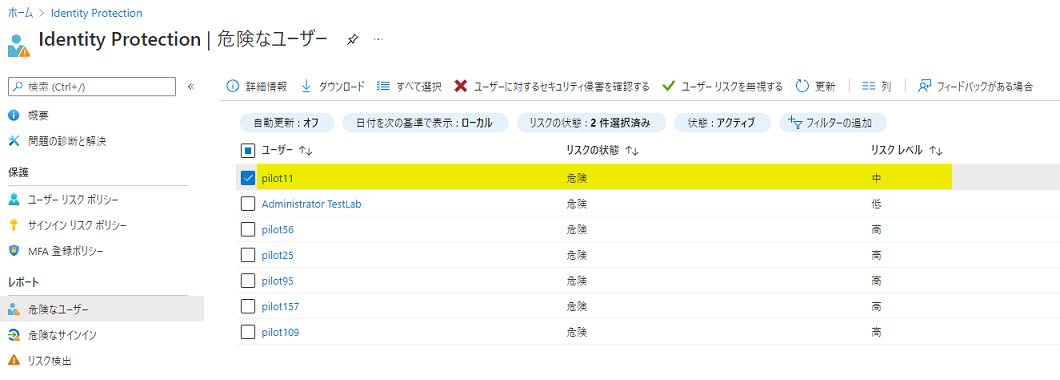 ホーム > Identity Protection
Identity Protection | 危険なユーザー ...
検索 (Ctrl+/) «
概要
問題の診断と解決
保護
ユーザー リスク ポリシー
サインイン リスク ポリシー
MFA 登録ポリシー
レポート
危険なユーザー
危険なサインイン
リスク検出
詳細情報 ダウンロード すべて選択 ユーザーに対するセキュリティ侵害を確認する ユーザー リスクを無視する 更新 列 フィードバックがある場合
自動更新 : オフ 日付を次の基準で表示 : ローカル リスクの状態 : 2 件選択済み 状態 : アクティブ フィルターの追加
ユーザー ↑↓ リスクの状態 ↑↓ リスク レベル ↑↓
pilot11 危険 中
Administrator TestLab 危険 低
pilot56 危険 高
pilot25 危険 高
pilot95 危険 高
pilot157 危険 高
pilot109 危険 高